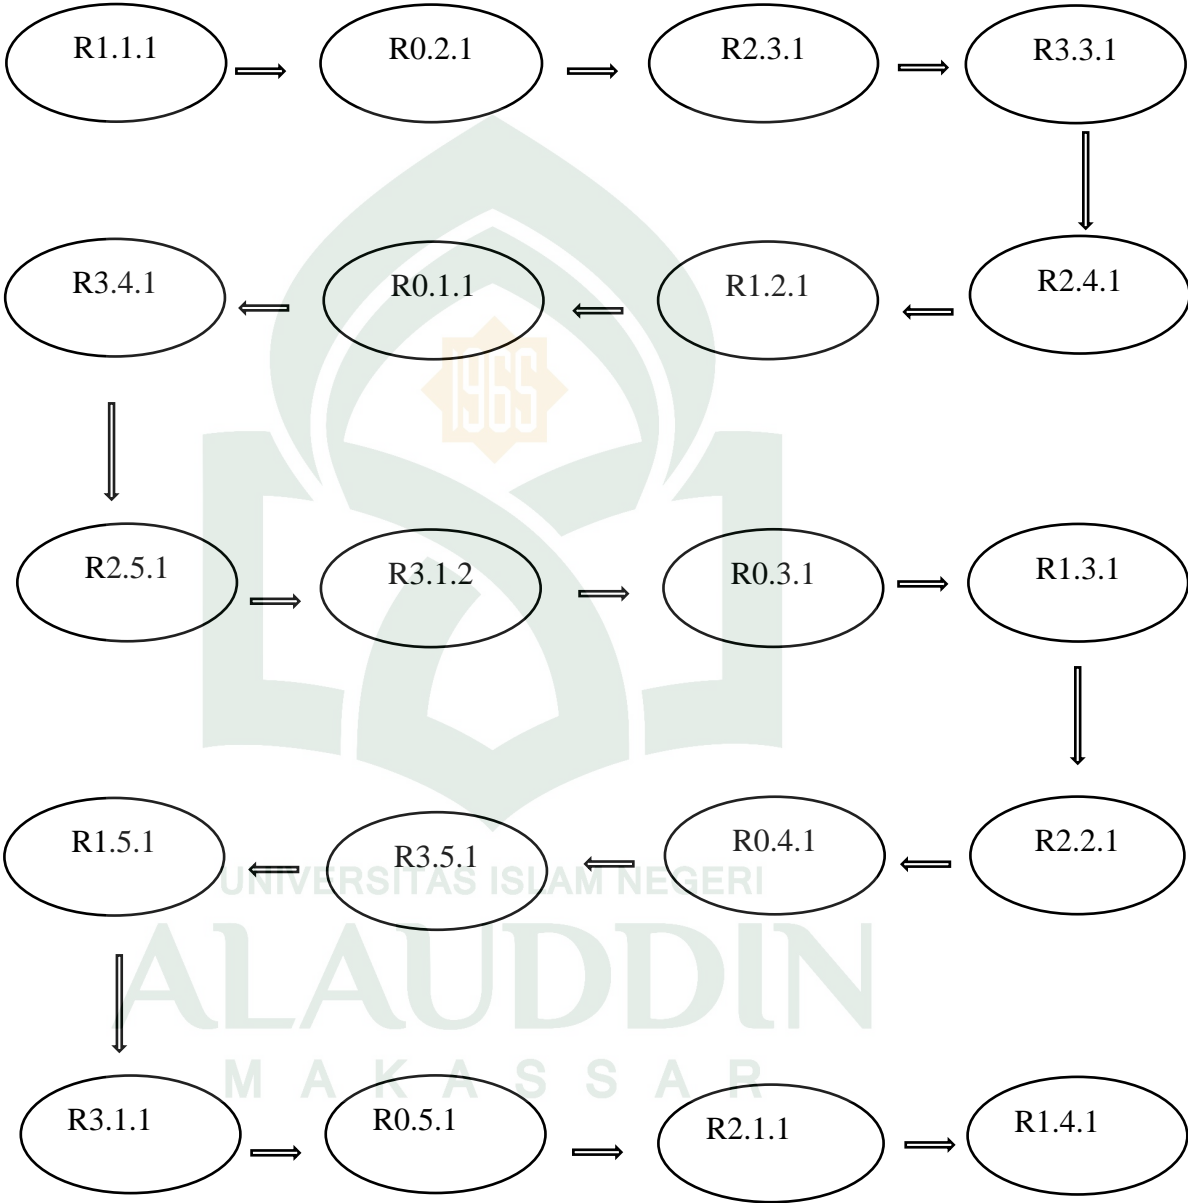 R1.1.1 R0.2.1 R2.3.1 R3.3.1
R3.4.1 R0.1.1 R1.2.1 R2.4.1
1965
R2.5.1 R3.1.2 R0.3.1 R1.3.1
R1.5.1 R3.5.1 R0.4.1 R2.2.1
UNIVERSITAS ISLAM NEGERI
ALAUDDIN
MAKASSAR
R3.1.1 R0.5.1 R2.1.1 R1.4.1